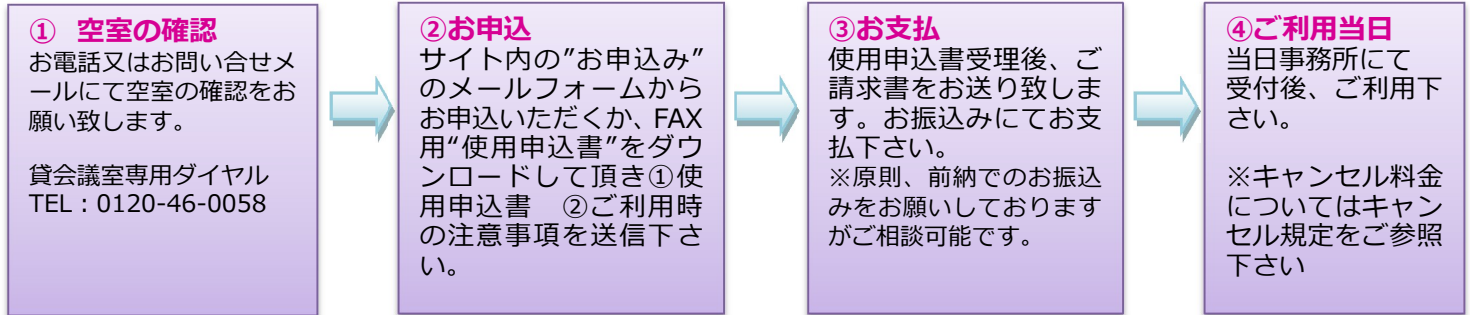 ① 空室の確認
お電話又はお問い合せメ
ールにて空室の確認をお
願い致します。
貸会議室専用ダイヤル
TEL：0120-46-0058
②お申込
サイト内の”お申込み”
のメールフォームから
お申込いただくか、FAX
用“使用申込書”をダウ
ンロードして頂き①使
用申込書　②ご利用時
の注意事項を送信下さ
い。
③お支払
使用申込書受理後、ご
請求書をお送り致しま
す。お振込みにてお支
払下さい。
※原則、前納でのお振込
みをお願いしております
がご相談可能です。
④ご利用当日
当日事務所にて
受付後、ご利用下
さい。
※キャンセル料金
についてはキャン
セル規定をご参照
下さい